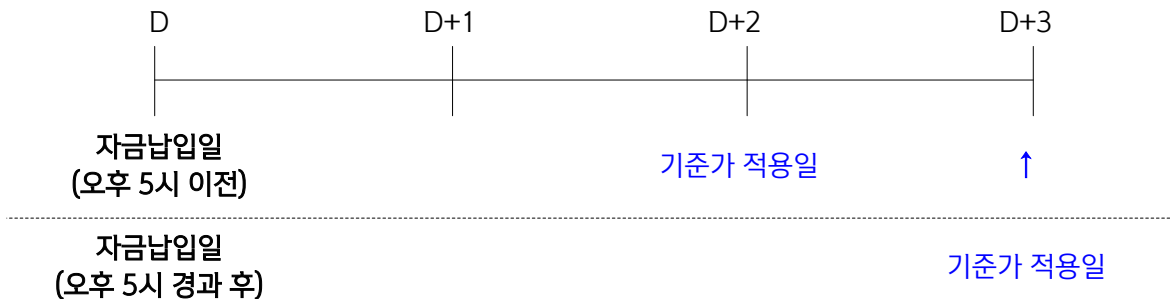 D D+1 D+2 D+3
자금납입일
(오후 5시 이전)
기준가 적용일 ↑
자금납입일
(오후 5시 경과 후)
기준가 적용일